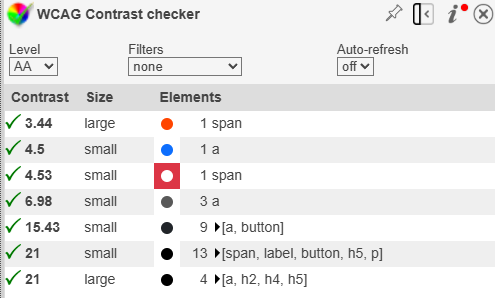 WCAG Contrast checker
Level Filters Auto-refresh
AA none off
Contrast Size Elements
3.44 large 1 span
4.5 small 1 a
4.53 small 1 span
6.98 small 3 a
15.43 small 9 [a, button]
21 small 13 [span, label, button, h5, p]
21 large 4 [a, h2, h4, h5]